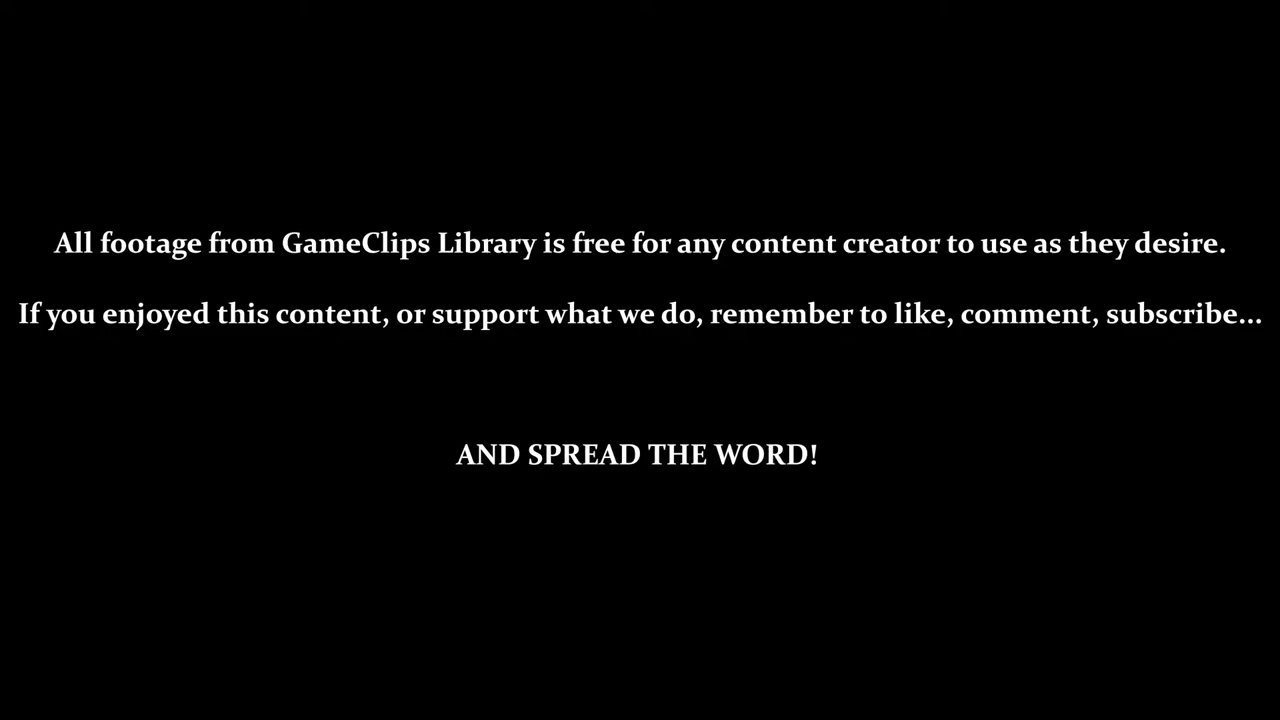 All footage from GameClips Library is free for any content creator to use as they desire.
If you enjoyed this content, or support what we do, remember to like, comment, subscribe...
AND SPREAD THE WORD!